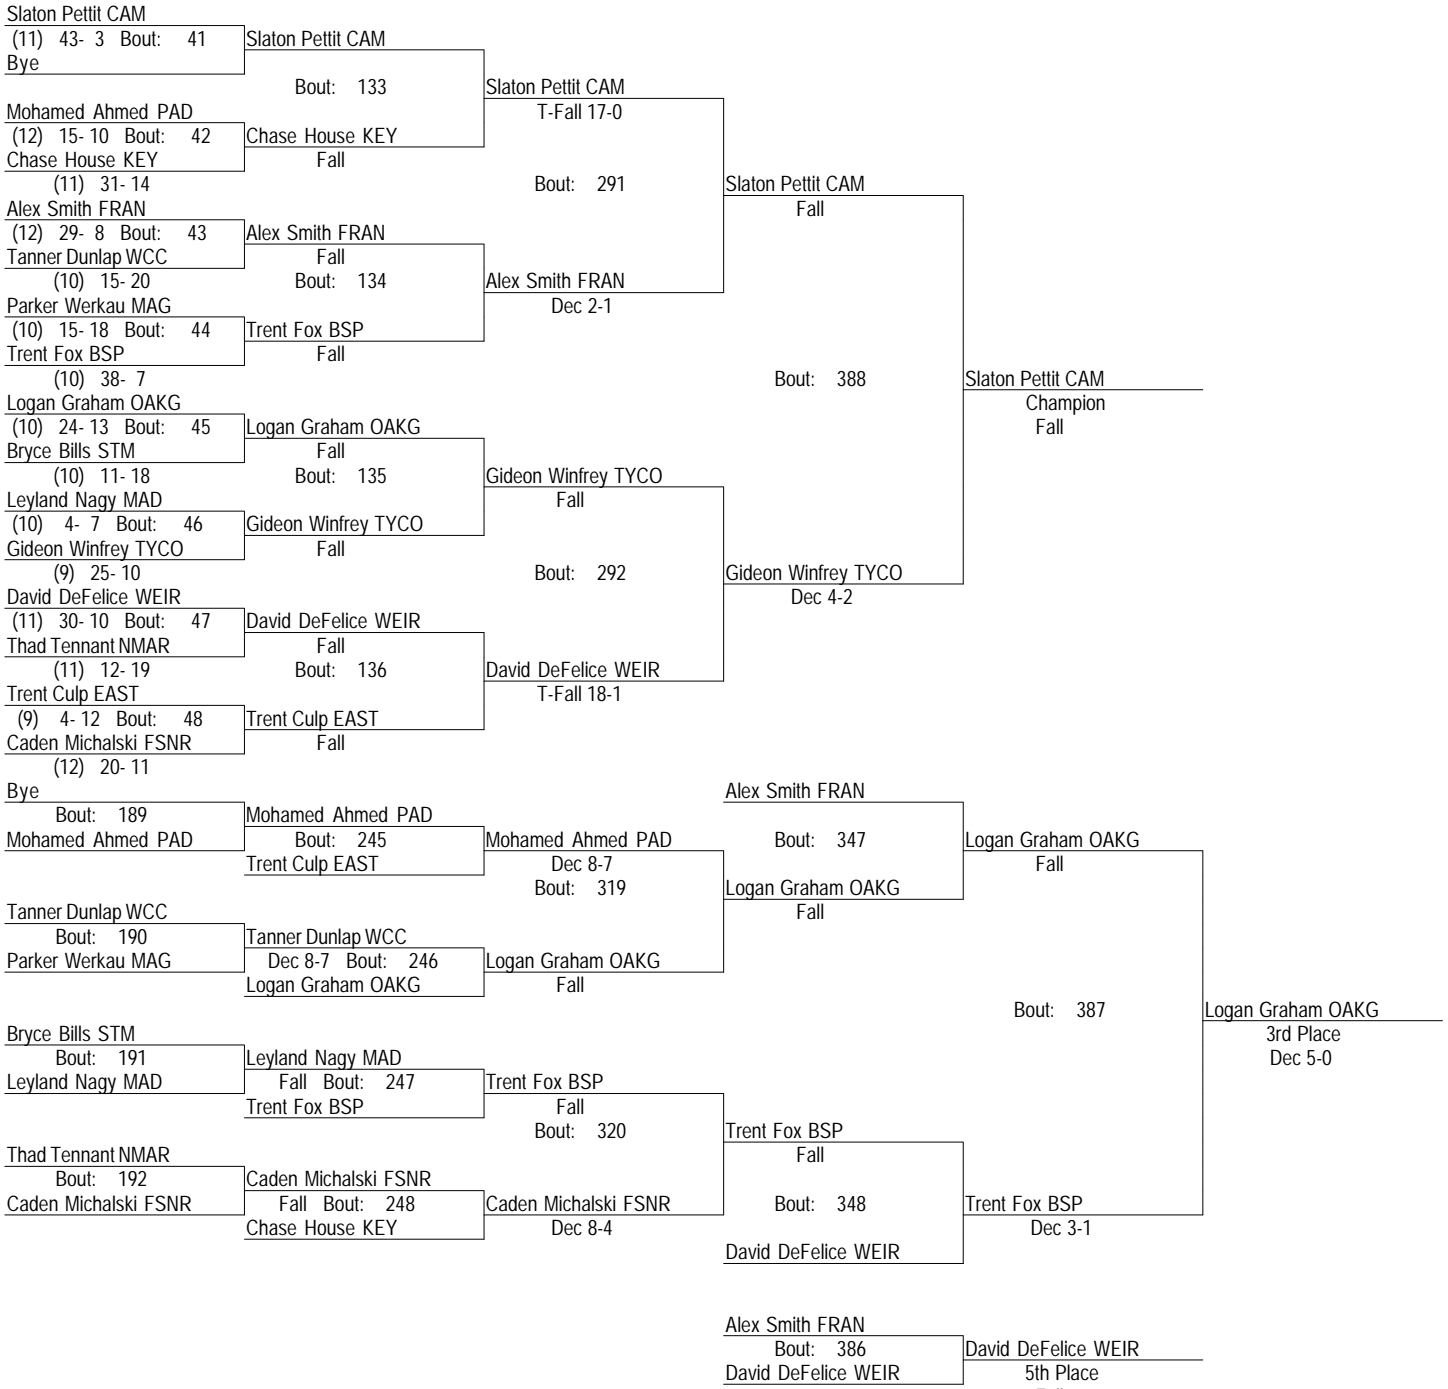 Slaton Pettit CAM
(11) 43- 3 Bout: 41 Slaton Pettit CAM
Bye
Bout: 133 Slaton Pettit CAM
Mohamed Ahmed PAD T-Fall 17-0
(12) 15- 10 Bout: 42 Chase House KEY
Chase House KEY Fall
(11) 31- 14 Bout: 291 Slaton Pettit CAM
Alex Smith FRAN Fall
(12) 29- 8 Bout: 43 Alex Smith FRAN
Tanner Dunlap WCC Fall
(10) 15- 20 Bout: 134 Alex Smith FRAN
Parker Werkau MAG Dec 2-1
(10) 15- 18 Bout: 44 Trent Fox BSP
Trent Fox BSP Fall
(10) 38- 7 Bout: 388 Slaton Pettit CAM
Logan Graham OAKG Champion
(10) 24- 13 Bout: 45 Logan Graham OAKG Fall
Bryce Bills STM Fall
(10) 11- 18 Bout: 135 Gideon Winfrey TYCO
Leyland Nagy MAD Fall
(10) 4- 7 Bout: 46 Gideon Winfrey TYCO
Gideon Winfrey TYCO Fall
(9) 25- 10 Bout: 292 Gideon Winfrey TYCO
David DeFelice WEIR Dec 4-2
(11) 30- 10 Bout: 47 David DeFelice WEIR
Thad Tennant NMAR Fall
(11) 12- 19 Bout: 136 David DeFelice WEIR
Trent Culp EAST T-Fall 18-1
(9) 4- 12 Bout: 48 Trent Culp EAST
Caden Michalski FSNR Fall
(12) 20- 11
Bye Alex Smith FRAN
Bout: 189 Mohamed Ahmed PAD
Mohamed Ahmed PAD Bout: 245 Mohamed Ahmed PAD Bout: 347 Logan Graham OAKG
Trent Culp EAST Dec 8-7 Fall
Bout: 319 Logan Graham OAKG
Tanner Dunlap WCC Fall
Bout: 190 Tanner Dunlap WCC
Parker Werkau MAG Dec 8-7 Bout: 246 Logan Graham OAKG
Logan Graham OAKG Fall
Bout: 387 Logan Graham OAKG
Bryce Bills STM 3rd Place
Bout: 191 Leyland Nagy MAD Dec 5-0
Leyland Nagy MAD Fall Bout: 247 Trent Fox BSP
Trent Fox BSP Fall
Bout: 320 Trent Fox BSP
Thad Tennant NMAR Fall
Bout: 192 Caden Michalski FSNR
Caden Michalski FSNR Fall Bout: 248 Caden Michalski FSNR Bout: 348 Trent Fox BSP
Chase House KEY Dec 8-4 Dec 3-1
David DeFelice WEIR
Alex Smith FRAN
Bout: 386 David DeFelice WEIR
David DeFelice WEIR 5th Place